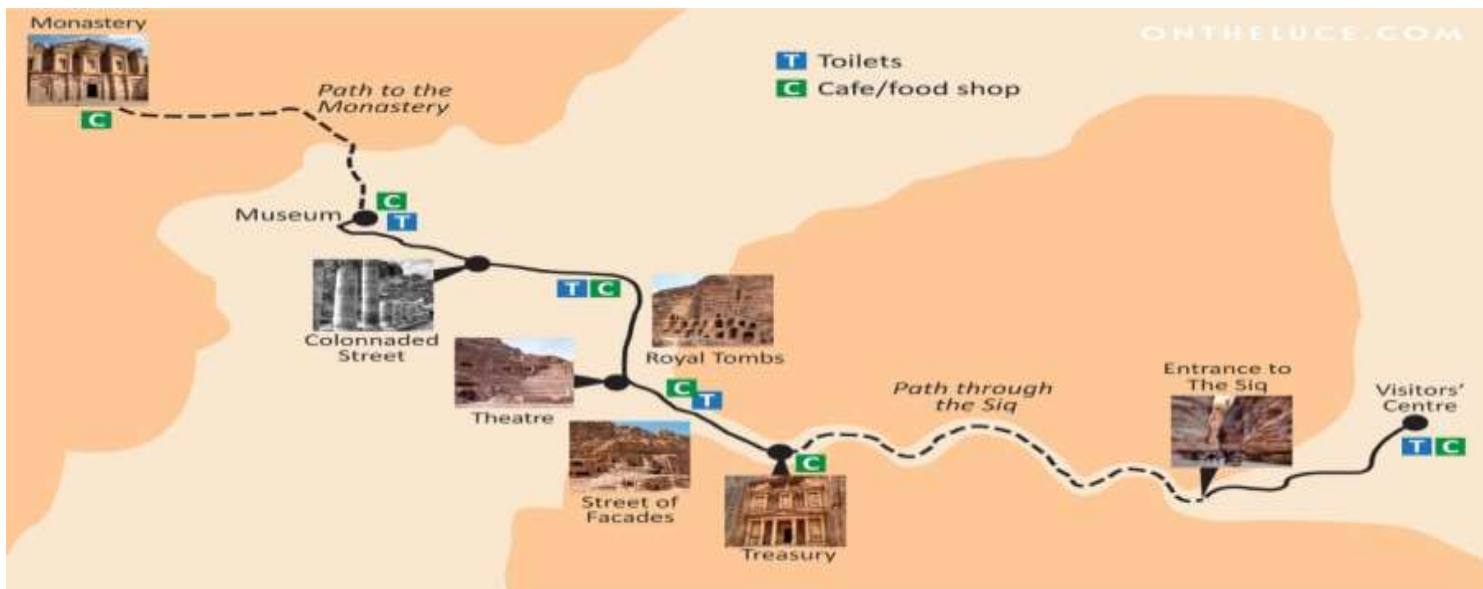 Monastery
ONTHELUCE.COM
T Toilets
C Cafe/food shop
Path to the
Monastery
C
C
Museum
T
T C
Colonnaded
Street
Royal Tombs
Theatre
C
T
Path through
the Siq
Entrance to
The Siq
Visitors'
Centre
T C
Street of
Facades
C
Treasury